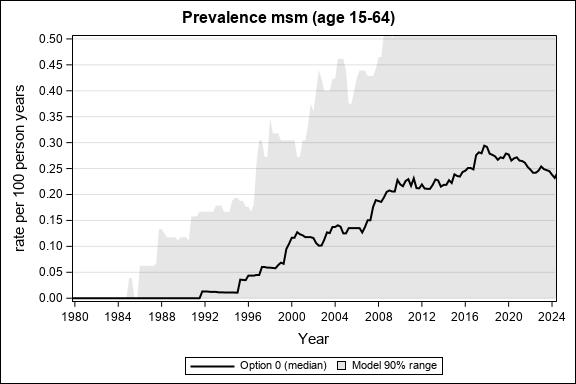 Prevalence msm (age 15-64)
rate per 100 person years
0.50
0.45
0.40
0.35
0.30
0.25
0.20
0.15
0.10
0.05
0.00
1980 1984 1988 1992 1996 2000 2004 2008 2012 2016 2020 2024
Year
Option 0 (median) Model 90% range